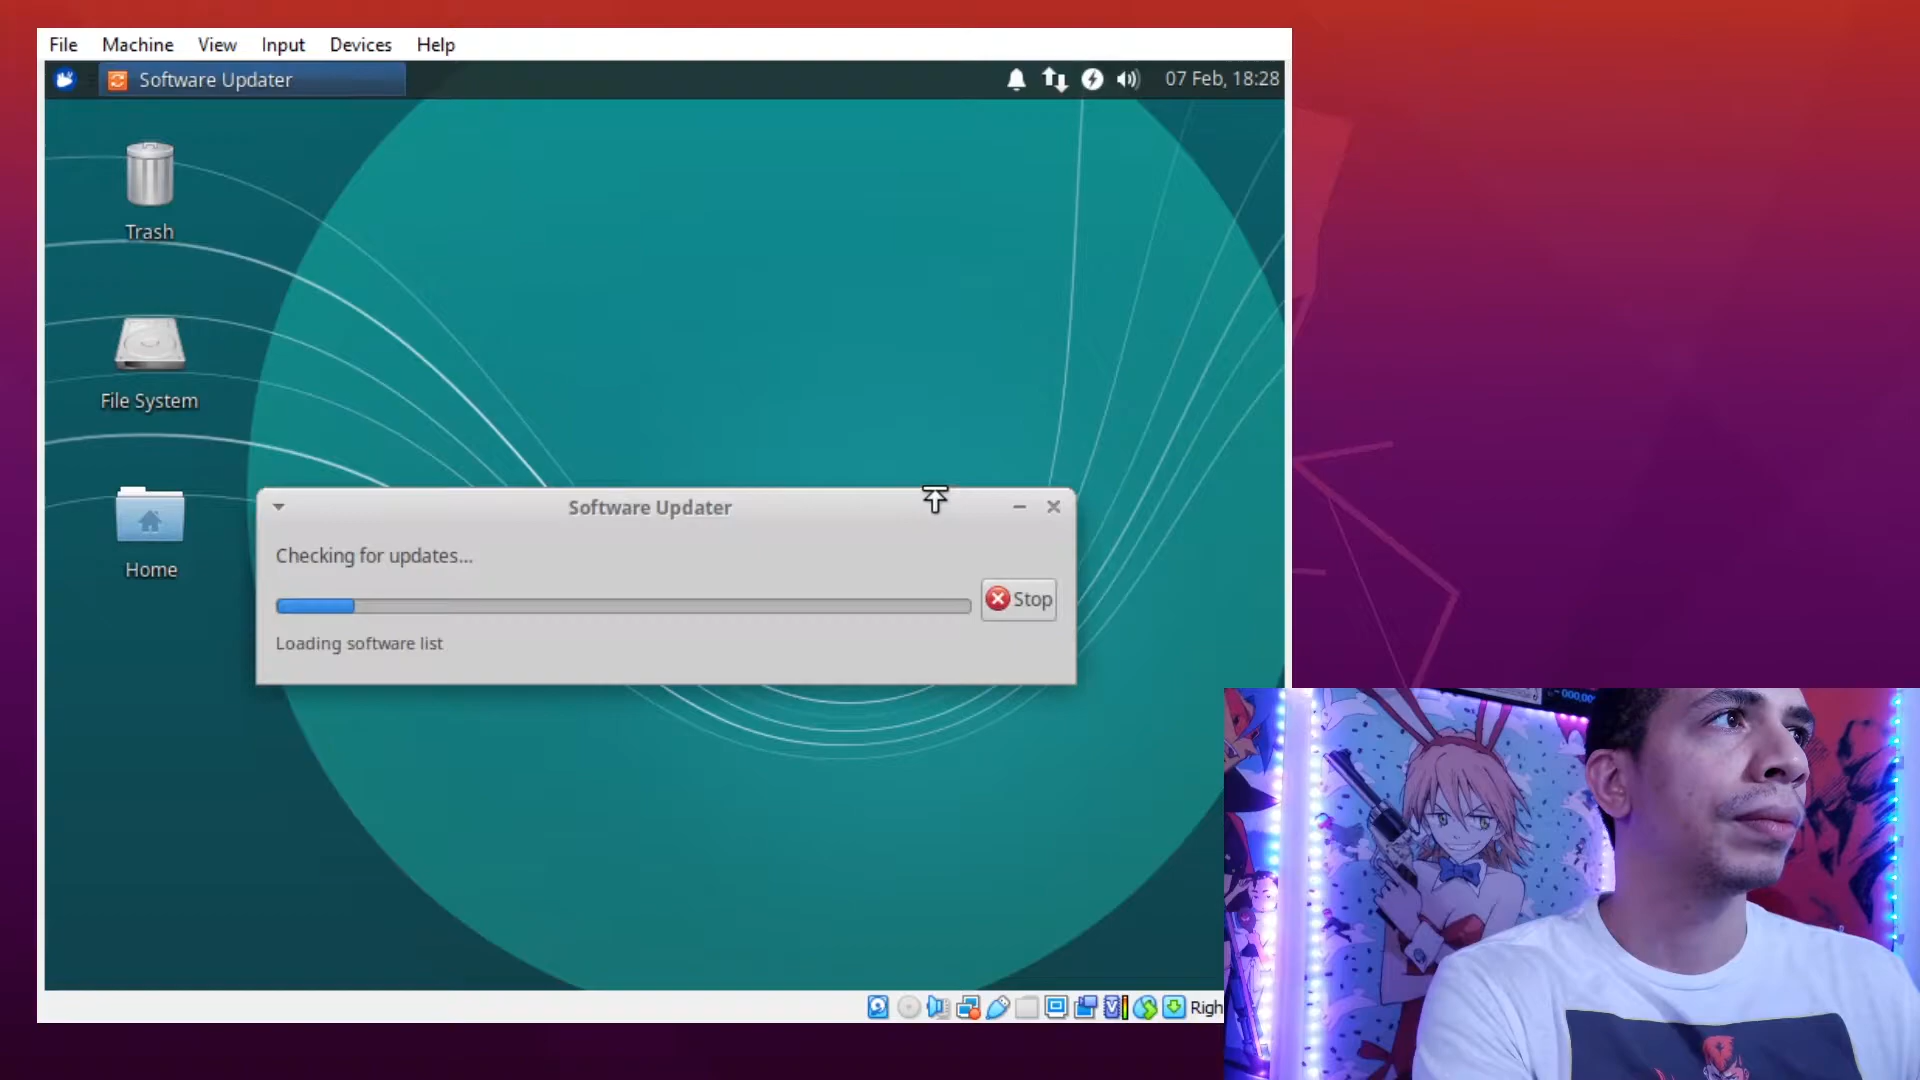 File Machine View Input Devices Help
Software Updater
07 Feb, 18:28
Trash
File System
Home
Software Updater
Checking for updates...
Stop
Loading software list
Righ